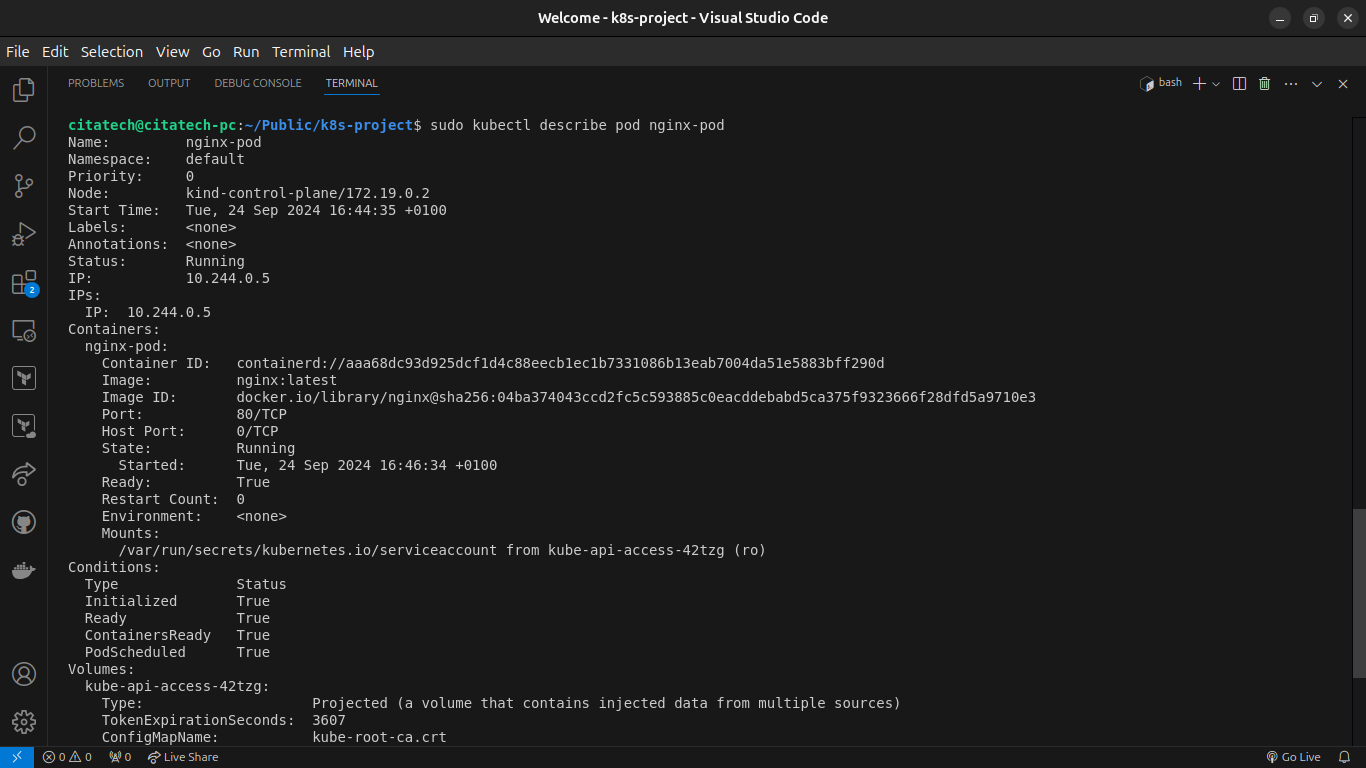 Welcome - k8s-project - Visual Studio Code
File Edit Selection View Go Run Terminal Help
PROBLEMS OUTPUT DEBUG CONSOLE TERMINAL
bash
citatech@citatech-pc:~/Public/k8s-project$ sudo kubectl describe pod nginx-pod
Name:         nginx-pod
Namespace:    default
Priority:     0
Node:         kind-control-plane/172.19.0.2
Start Time:   Tue, 24 Sep 2024 16:44:35 +0100
Labels:       <none>
Annotations:  <none>
Status:       Running
IP:           10.244.0.5
IPs:
  IP:  10.244.0.5
Containers:
  nginx-pod:
    Container ID:   containerd://aaa68dc93d925dcf1d4c88eecb1ec1b7331086b13eab7004da51e5883bff290d
    Image:          nginx:latest
    Image ID:       docker.io/library/nginx@sha256:04ba374043ccd2fc5c593885c0eacddebabd5ca375f9323666f28dfd5a9710e3
    Port:           80/TCP
    Host Port:      0/TCP
    State:          Running
      Started:      Tue, 24 Sep 2024 16:46:34 +0100
    Ready:          True
    Restart Count:  0
    Environment:    <none>
    Mounts:
      /var/run/secrets/kubernetes.io/serviceaccount from kube-api-access-42tzg (ro)
Conditions:
  Type              Status
  Initialized       True
  Ready             True
  ContainersReady   True
  PodScheduled      True
Volumes:
  kube-api-access-42tzg:
    Type:                    Projected (a volume that contains injected data from multiple sources)
    TokenExpirationSeconds:  3607
    ConfigMapName:           kube-root-ca.crt
2
0 0 0 Live Share Go Live